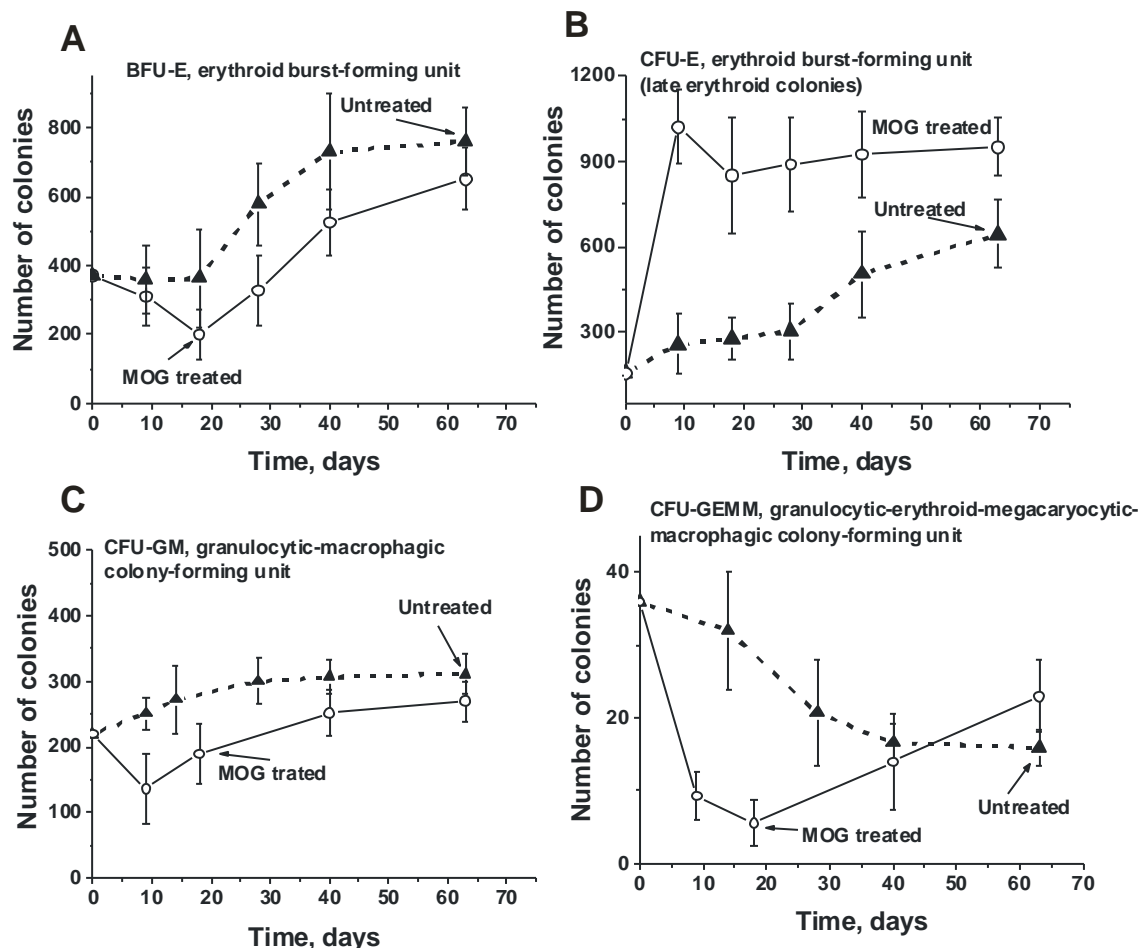 A
BFU-E, erythroid burst-forming unit
Number of colonies
800
600
400
200
0
Untreated
MOG treated
0 10 20 30 40 50 60 70
Time, days
B
CFU-E, erythroid burst-forming unit
(late erythroid colonies)
Number of colonies
1200
900
600
300
MOG treated
Untreated
0 10 20 30 40 50 60 70
Time, days
C
CFU-GM, granulocytic-macrophagic
colony-forming unit
Number of colonies
500
400
300
200
100
0
Untreated
MOG trated
0 10 20 30 40 50 60 70
Time, days
D
CFU-GEMM, granulocytic-erythroid-megacaryocytic-
macrophagic colony-forming unit
Number of colonies
40
20
0
MOG treated
Untreated
0 10 20 30 40 50 60 70
Time, days